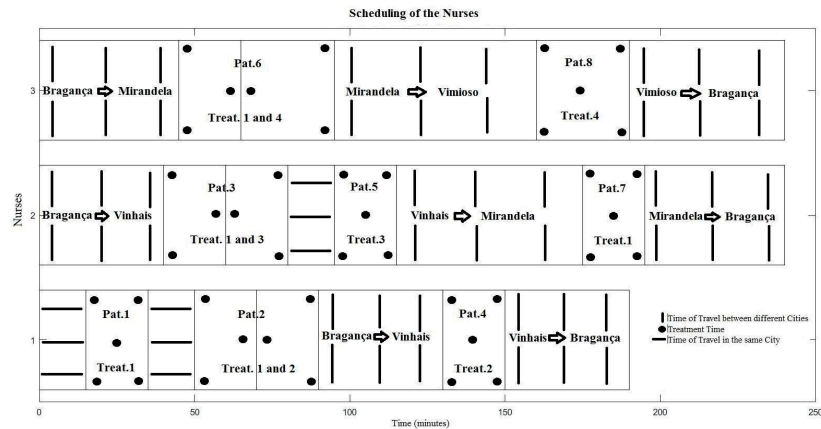 Scheduling of the Nurses
Pat.6
Pat.8
3
Bragança
Mirandela
Mirandela
Vimioso
Vimioso
Bragança
Treat. 1 and 4
Treat.4
Pat.3
Pat.5
Pat.7
2
Bragança
Vinhais
Vinhais
Mirandela
Mirandela
Bragança
Treat. 1 and 3
Treat.3
Treat.1
Nurses
Pat.1
Pat.2
Pat.4
1
Bragança
Vinhais
Vinhais
Bragança
Treat.1
Treat. 1 and 2
Treat.2
Time of Travel between different Cities
Treatment Time
Time of Travel in the same City
0
50
100
150
200
250
Time (minutes)